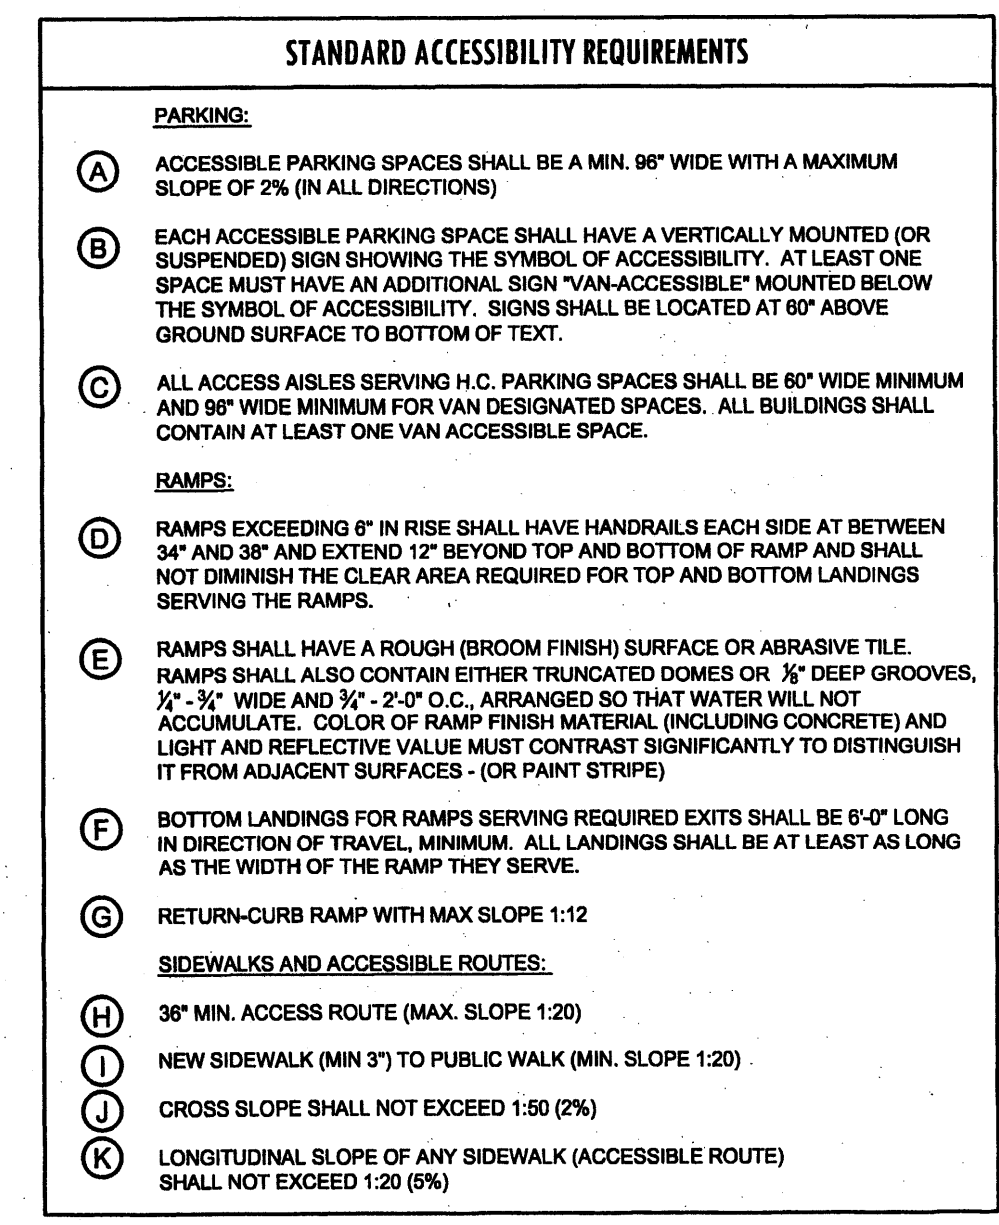 STANDARD ACCESSIBILITY REQUIREMENTS
PARKING:
A ACCESSIBLE PARKING SPACES SHALL BE A MIN. 96" WIDE WITH A MAXIMUM
SLOPE OF 2% (IN ALL DIRECTIONS)
B EACH ACCESSIBLE PARKING SPACE SHALL HAVE A VERTICALLY MOUNTED (OR
SUSPENDED) SIGN SHOWING THE SYMBOL OF ACCESSIBILITY. AT LEAST ONE
SPACE MUST HAVE AN ADDITIONAL SIGN "VAN-ACCESSIBLE" MOUNTED BELOW
THE SYMBOL OF ACCESSIBILITY. SIGNS SHALL BE LOCATED AT 60" ABOVE
GROUND SURFACE TO BOTTOM OF TEXT.
C ALL ACCESS AISLES SERVING H.C. PARKING SPACES SHALL BE 60" WIDE MINIMUM
AND 96" WIDE MINIMUM FOR VAN DESIGNATED SPACES. ALL BUILDINGS SHALL
CONTAIN AT LEAST ONE VAN ACCESSIBLE SPACE.
RAMPS:
D RAMPS EXCEEDING 6" IN RISE SHALL HAVE HANDRAILS EACH SIDE AT BETWEEN
34" AND 38" AND EXTEND 12" BEYOND TOP AND BOTTOM OF RAMP AND SHALL
NOT DIMINISH THE CLEAR AREA REQUIRED FOR TOP AND BOTTOM LANDINGS
SERVING THE RAMPS.
E RAMPS SHALL HAVE A ROUGH (BROOM FINISH) SURFACE OR ABRASIVE TILE.
RAMPS SHALL ALSO CONTAIN EITHER TRUNCATED DOMES OR ⅛" DEEP GROOVES,
¼" - ¾" WIDE AND ¾" - 2'-0" O.C., ARRANGED SO THAT WATER WILL NOT
ACCUMULATE. COLOR OF RAMP FINISH MATERIAL (INCLUDING CONCRETE) AND
LIGHT AND REFLECTIVE VALUE MUST CONTRAST SIGNIFICANTLY TO DISTINGUISH
IT FROM ADJACENT SURFACES - (OR PAINT STRIPE)
F BOTTOM LANDINGS FOR RAMPS SERVING REQUIRED EXITS SHALL BE 6'-0" LONG
IN DIRECTION OF TRAVEL, MINIMUM. ALL LANDINGS SHALL BE AT LEAST AS LONG
AS THE WIDTH OF THE RAMP THEY SERVE.
G RETURN-CURB RAMP WITH MAX SLOPE 1:12
SIDEWALKS AND ACCESSIBLE ROUTES:
H 36" MIN. ACCESS ROUTE (MAX. SLOPE 1:20)
I NEW SIDEWALK (MIN 3") TO PUBLIC WALK (MIN. SLOPE 1:20)
J CROSS SLOPE SHALL NOT EXCEED 1:50 (2%)
K LONGITUDINAL SLOPE OF ANY SIDEWALK (ACCESSIBLE ROUTE)
SHALL NOT EXCEED 1:20 (5%)